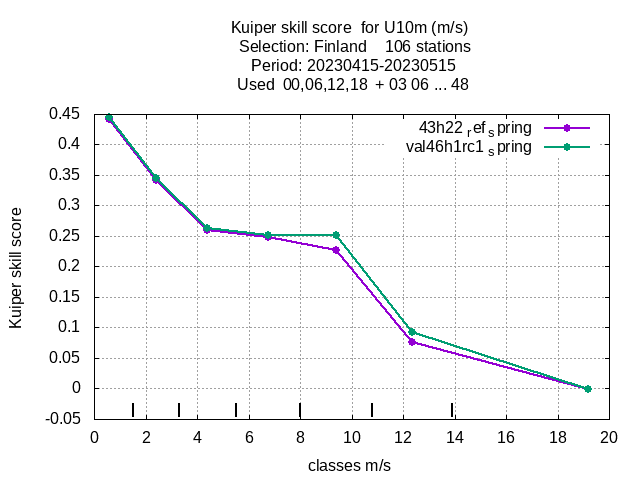 Kuiper skill score  for U10m (m/s)
Selection: Finland    106 stations
Period: 20230415-20230515
Used  00,06,12,18  + 03 06 ... 48
43h22 ref spring
val46h1rc1 spring
Kuiper skill score
0.45
0.4
0.35
0.3
0.25
0.2
0.15
0.1
0.05
0
-0.05
0 2 4 6 8 10 12 14 16 18 20
classes m/s